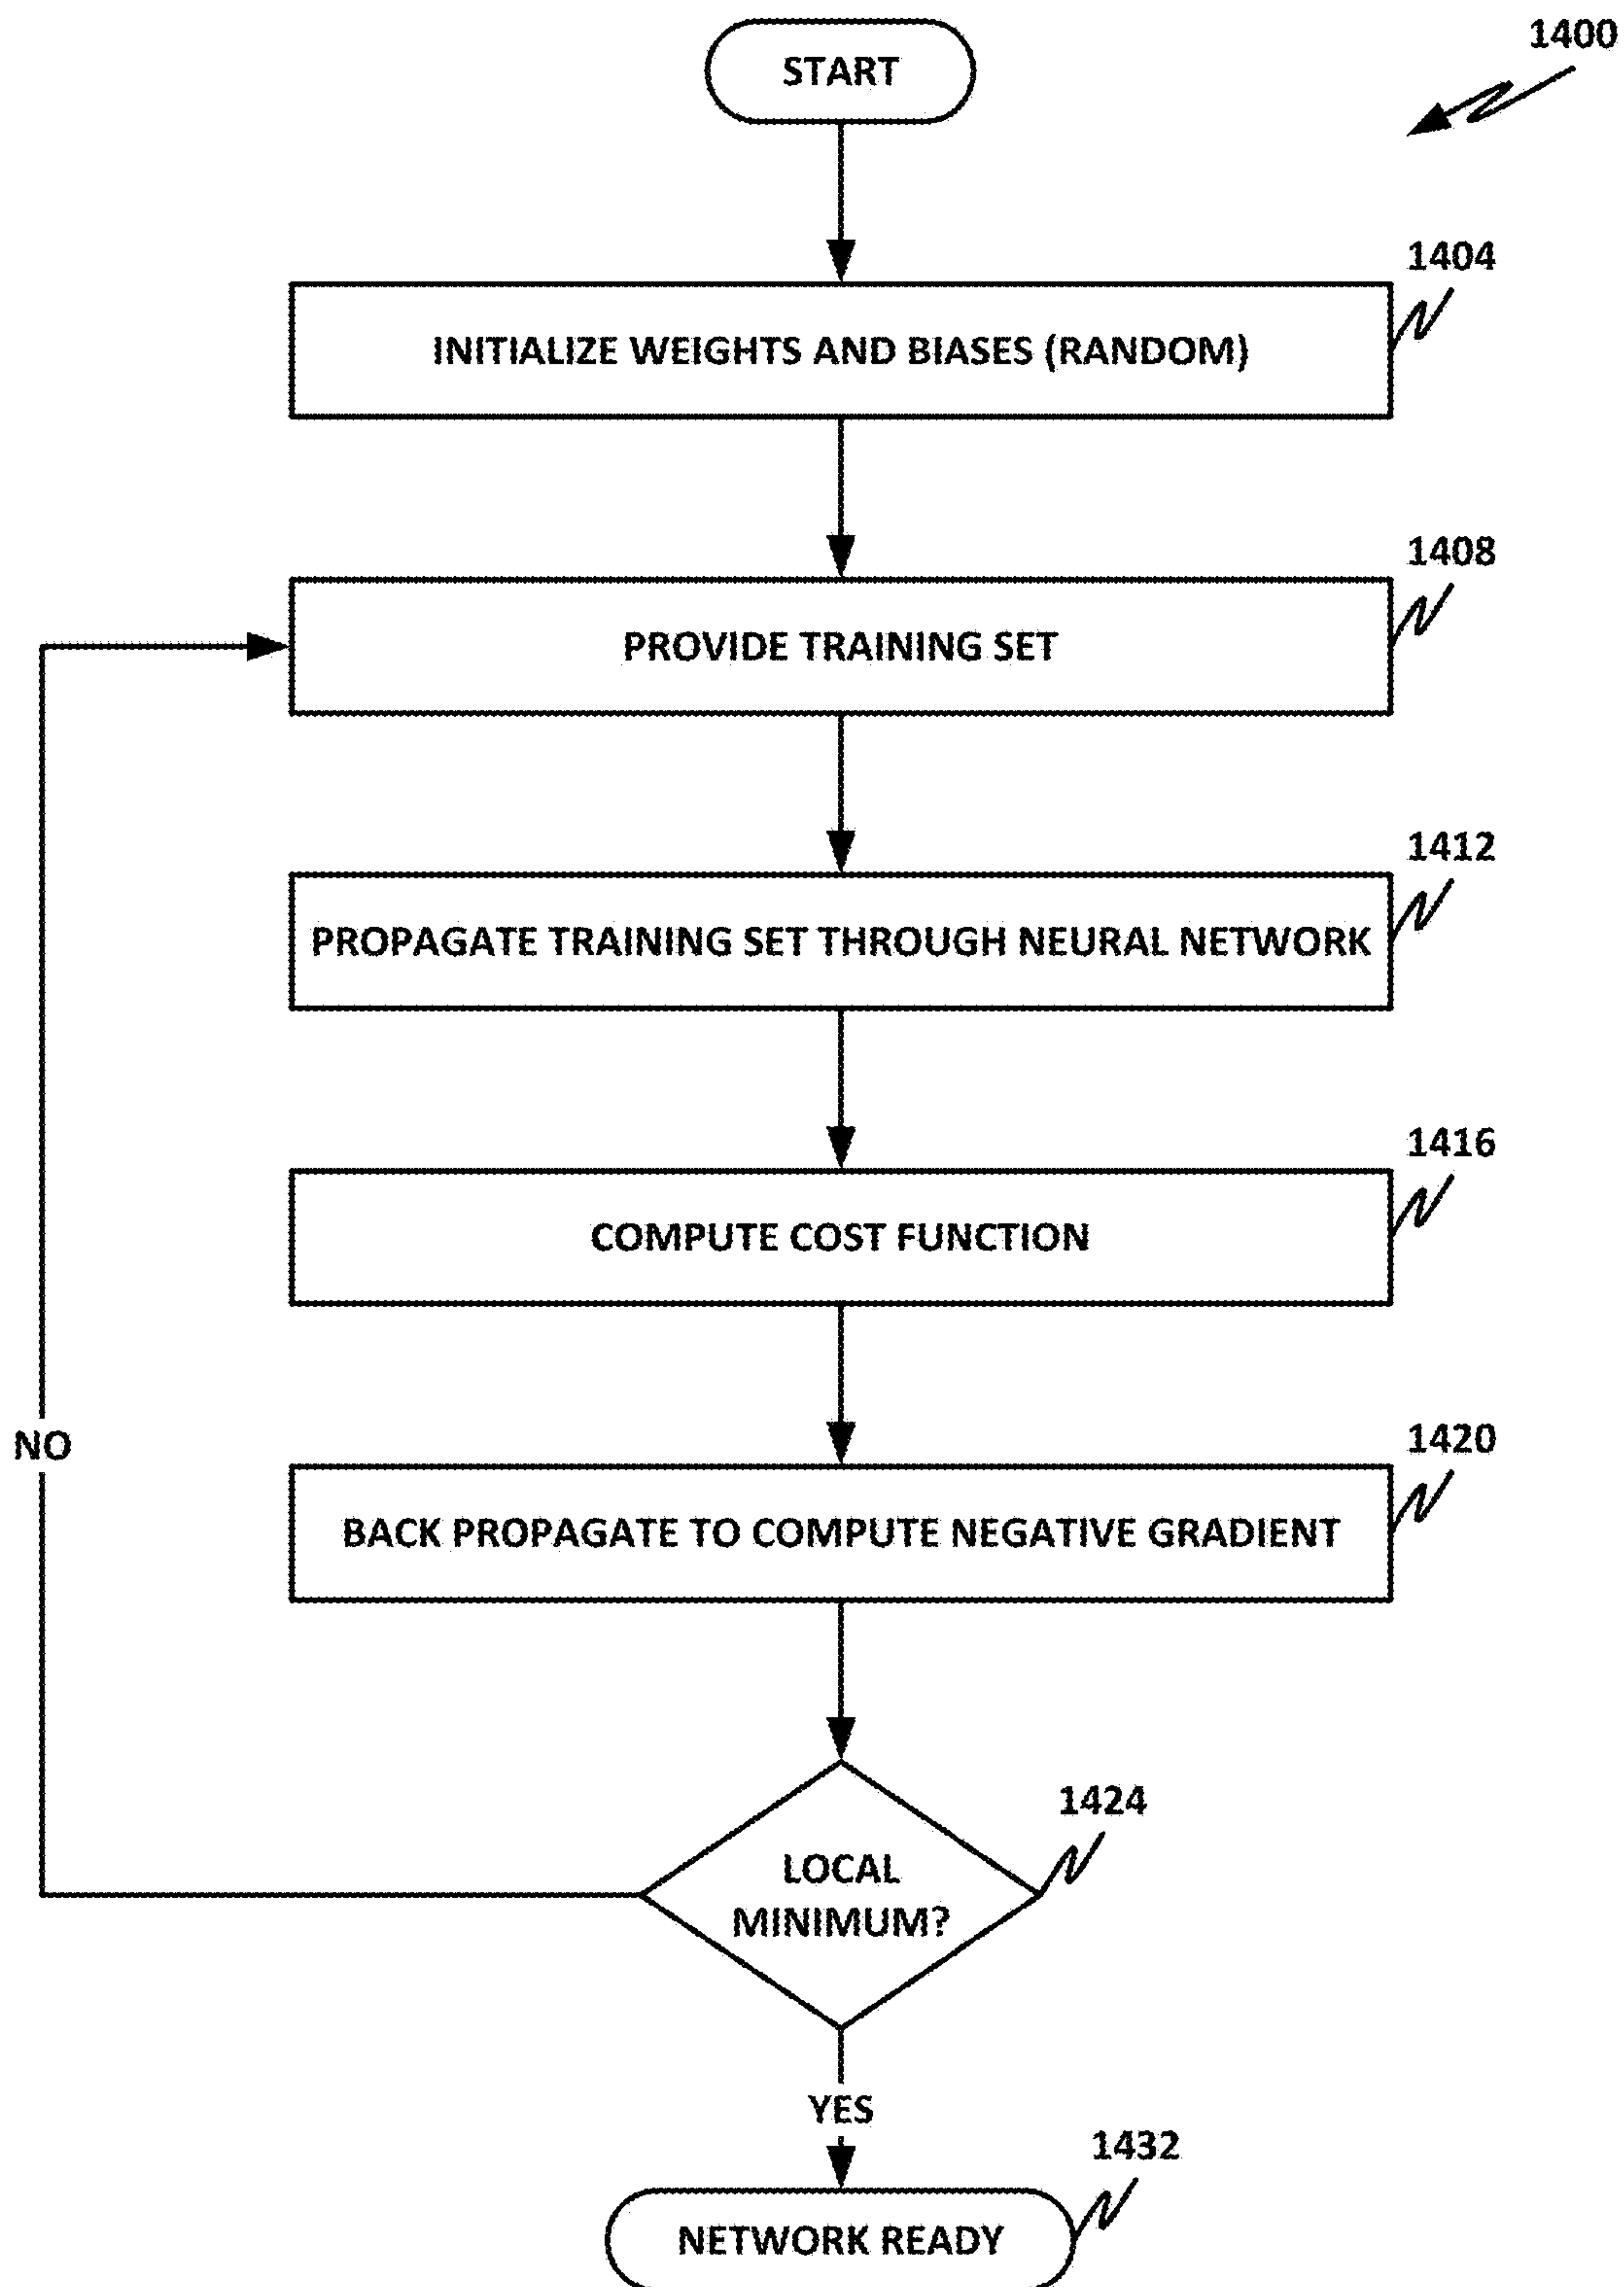 START
1400
1404
INITIALIZE WEIGHTS AND BIASES (RANDOM)
1408
PROVIDE TRAINING SET
1412
PROPAGATE TRAINING SET THROUGH NEURAL NETWORK
1416
COMPUTE COST FUNCTION
NO
1420
BACK PROPAGATE TO COMPUTE NEGATIVE GRADIENT
1424
LOCAL
MINIMUM?
YES
1432
NETWORK READY